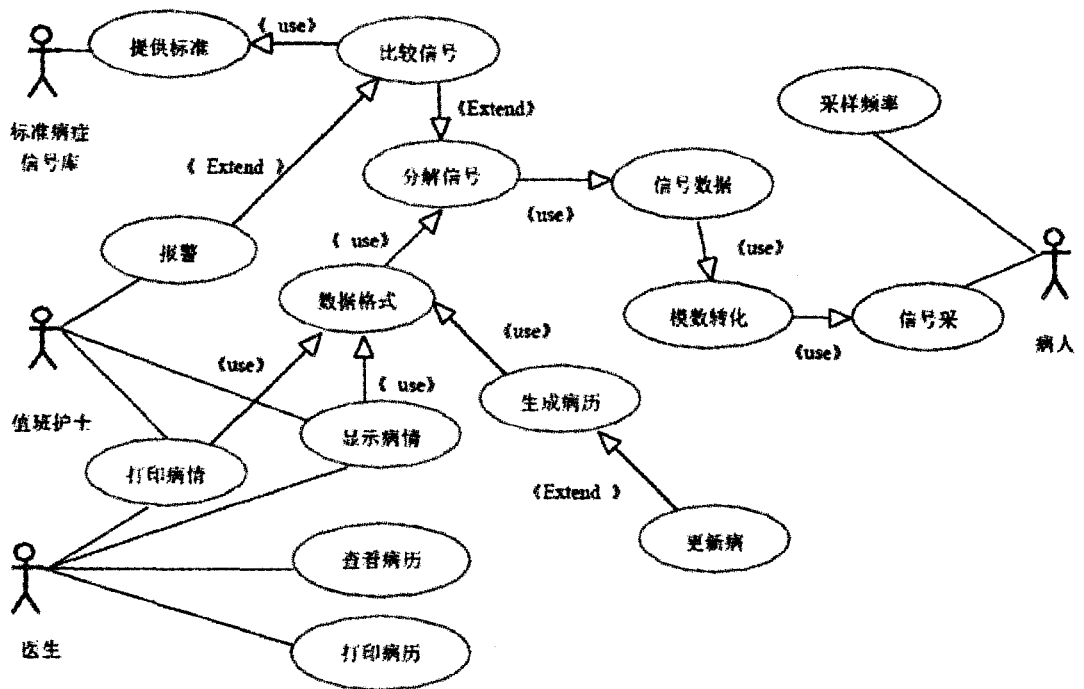 《 use》
提供标准
比较信号
采样频率
《Extend》
标准病症
信号库
《 Extend 》
分解信号
信号数据
《use》
报警
《 use》
《use》
数据格式
模数转化
信号采
《use》
《use》
《use》
病人
《 use》
生成病历
值班护士
显示病情
打印病情
《Extend 》
更新病
查看病历
医生
打印病历